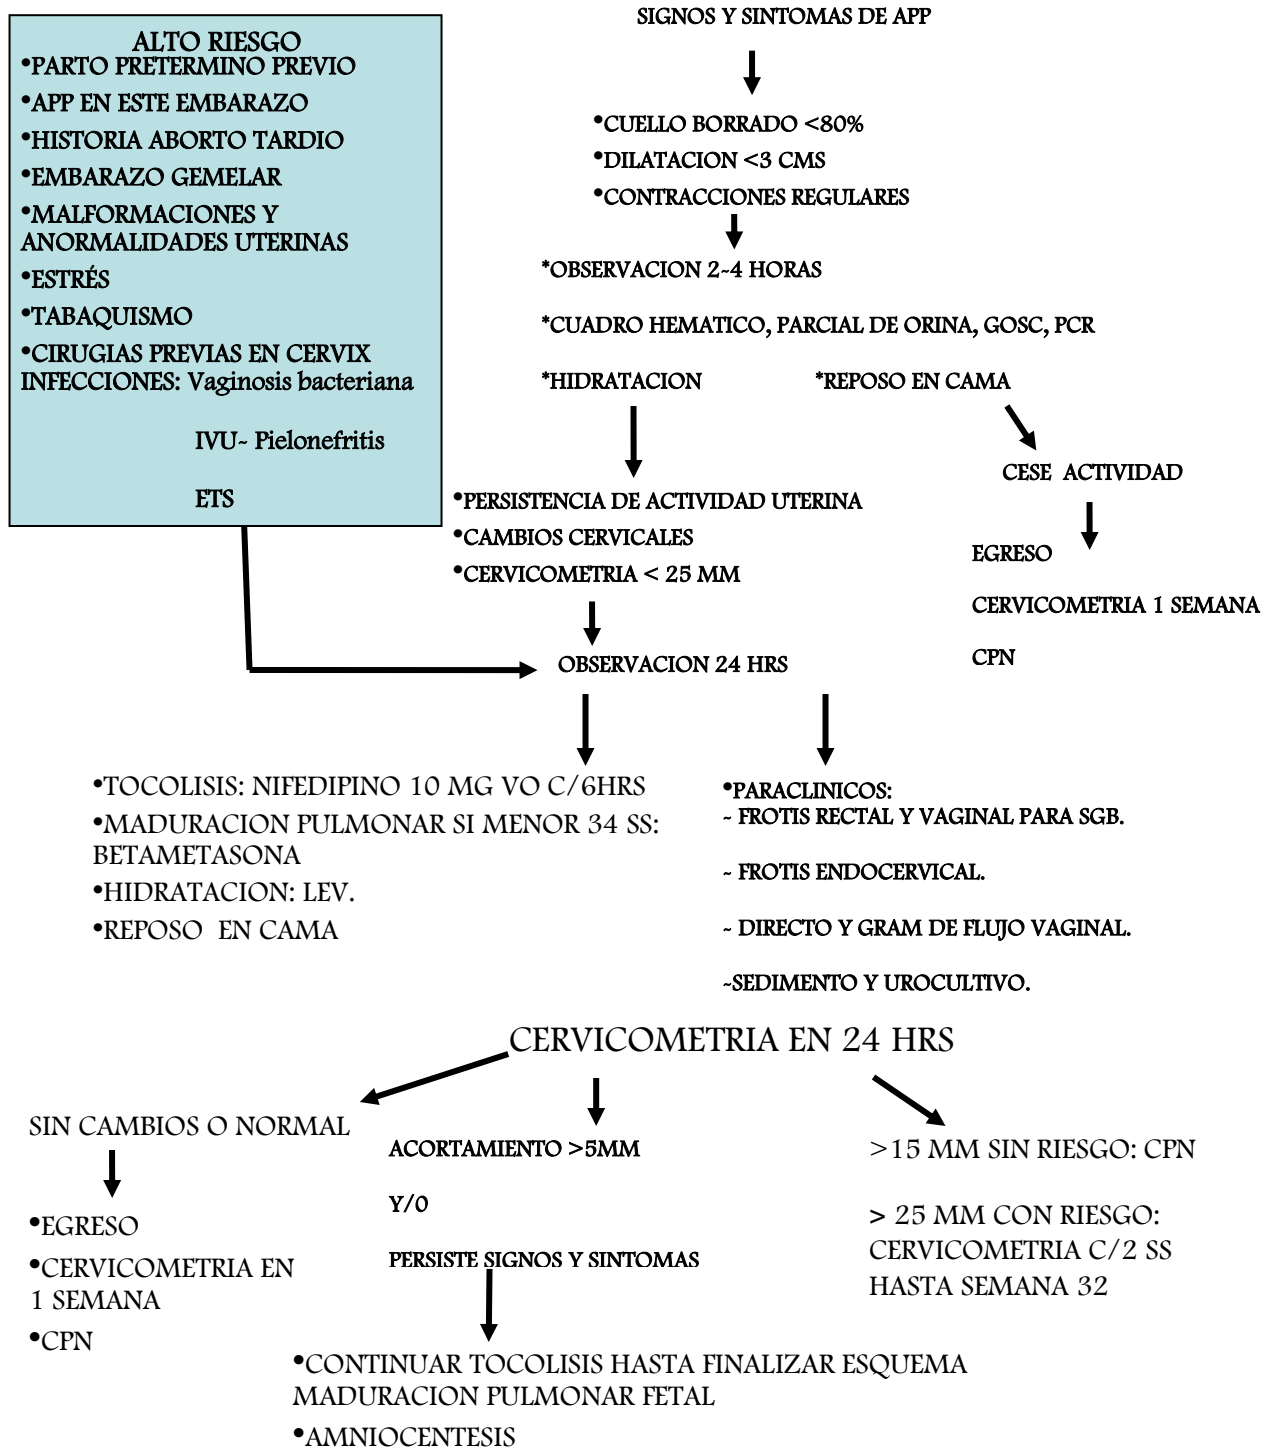 SIGNOS Y SINTOMAS DE APP
ALTO RIESGO
•PARTO PRETERMINO PREVIO
•APP EN ESTE EMBARAZO
•HISTORIA ABORTO TARDIO
•EMBARAZO GEMELAR
•MALFORMACIONES Y
ANORMALIDADES UTERINAS
•ESTRÉS
•TABAQUISMO
•CIRUGIAS PREVIAS EN CERVIX
INFECCIONES: Vaginosis bacteriana
IVU- Pielonefritis
ETS
•CUELLO BORRADO <80%
•DILATACION <3 CMS
•CONTRACCIONES REGULARES
*OBSERVACION 2-4 HORAS
*CUADRO HEMATICO, PARCIAL DE ORINA, GOSC, PCR
*HIDRATACION *REPOSO EN CAMA
CESE ACTIVIDAD
EGRESO
CERVICOMETRIA 1 SEMANA
CPN
•PERSISTENCIA DE ACTIVIDAD UTERINA
•CAMBIOS CERVICALES
•CERVICOMETRIA < 25 MM
OBSERVACION 24 HRS
•TOCOLISIS: NIFEDIPINO 10 MG VO C/6HRS
•MADURACION PULMONAR SI MENOR 34 SS:
BETAMETASONA
•HIDRATACION: LEV.
•REPOSO EN CAMA
•PARACLINICOS:
- FROTIS RECTAL Y VAGINAL PARA SGB.
- FROTIS ENDOCERVICAL.
- DIRECTO Y GRAM DE FLUJO VAGINAL.
-SEDIMENTO Y UROCULTIVO.
CERVICOMETRIA EN 24 HRS
SIN CAMBIOS O NORMAL
•EGRESO
•CERVICOMETRIA EN
1 SEMANA
•CPN
ACORTAMIENTO >5MM
Y/0
PERSISTE SIGNOS Y SINTOMAS
•CONTINUAR TOCOLISIS HASTA FINALIZAR ESQUEMA
MADURACION PULMONAR FETAL
•AMNIOCENTESIS
>15 MM SIN RIESGO: CPN
> 25 MM CON RIESGO:
CERVICOMETRIA C/2 SS
HASTA SEMANA 32